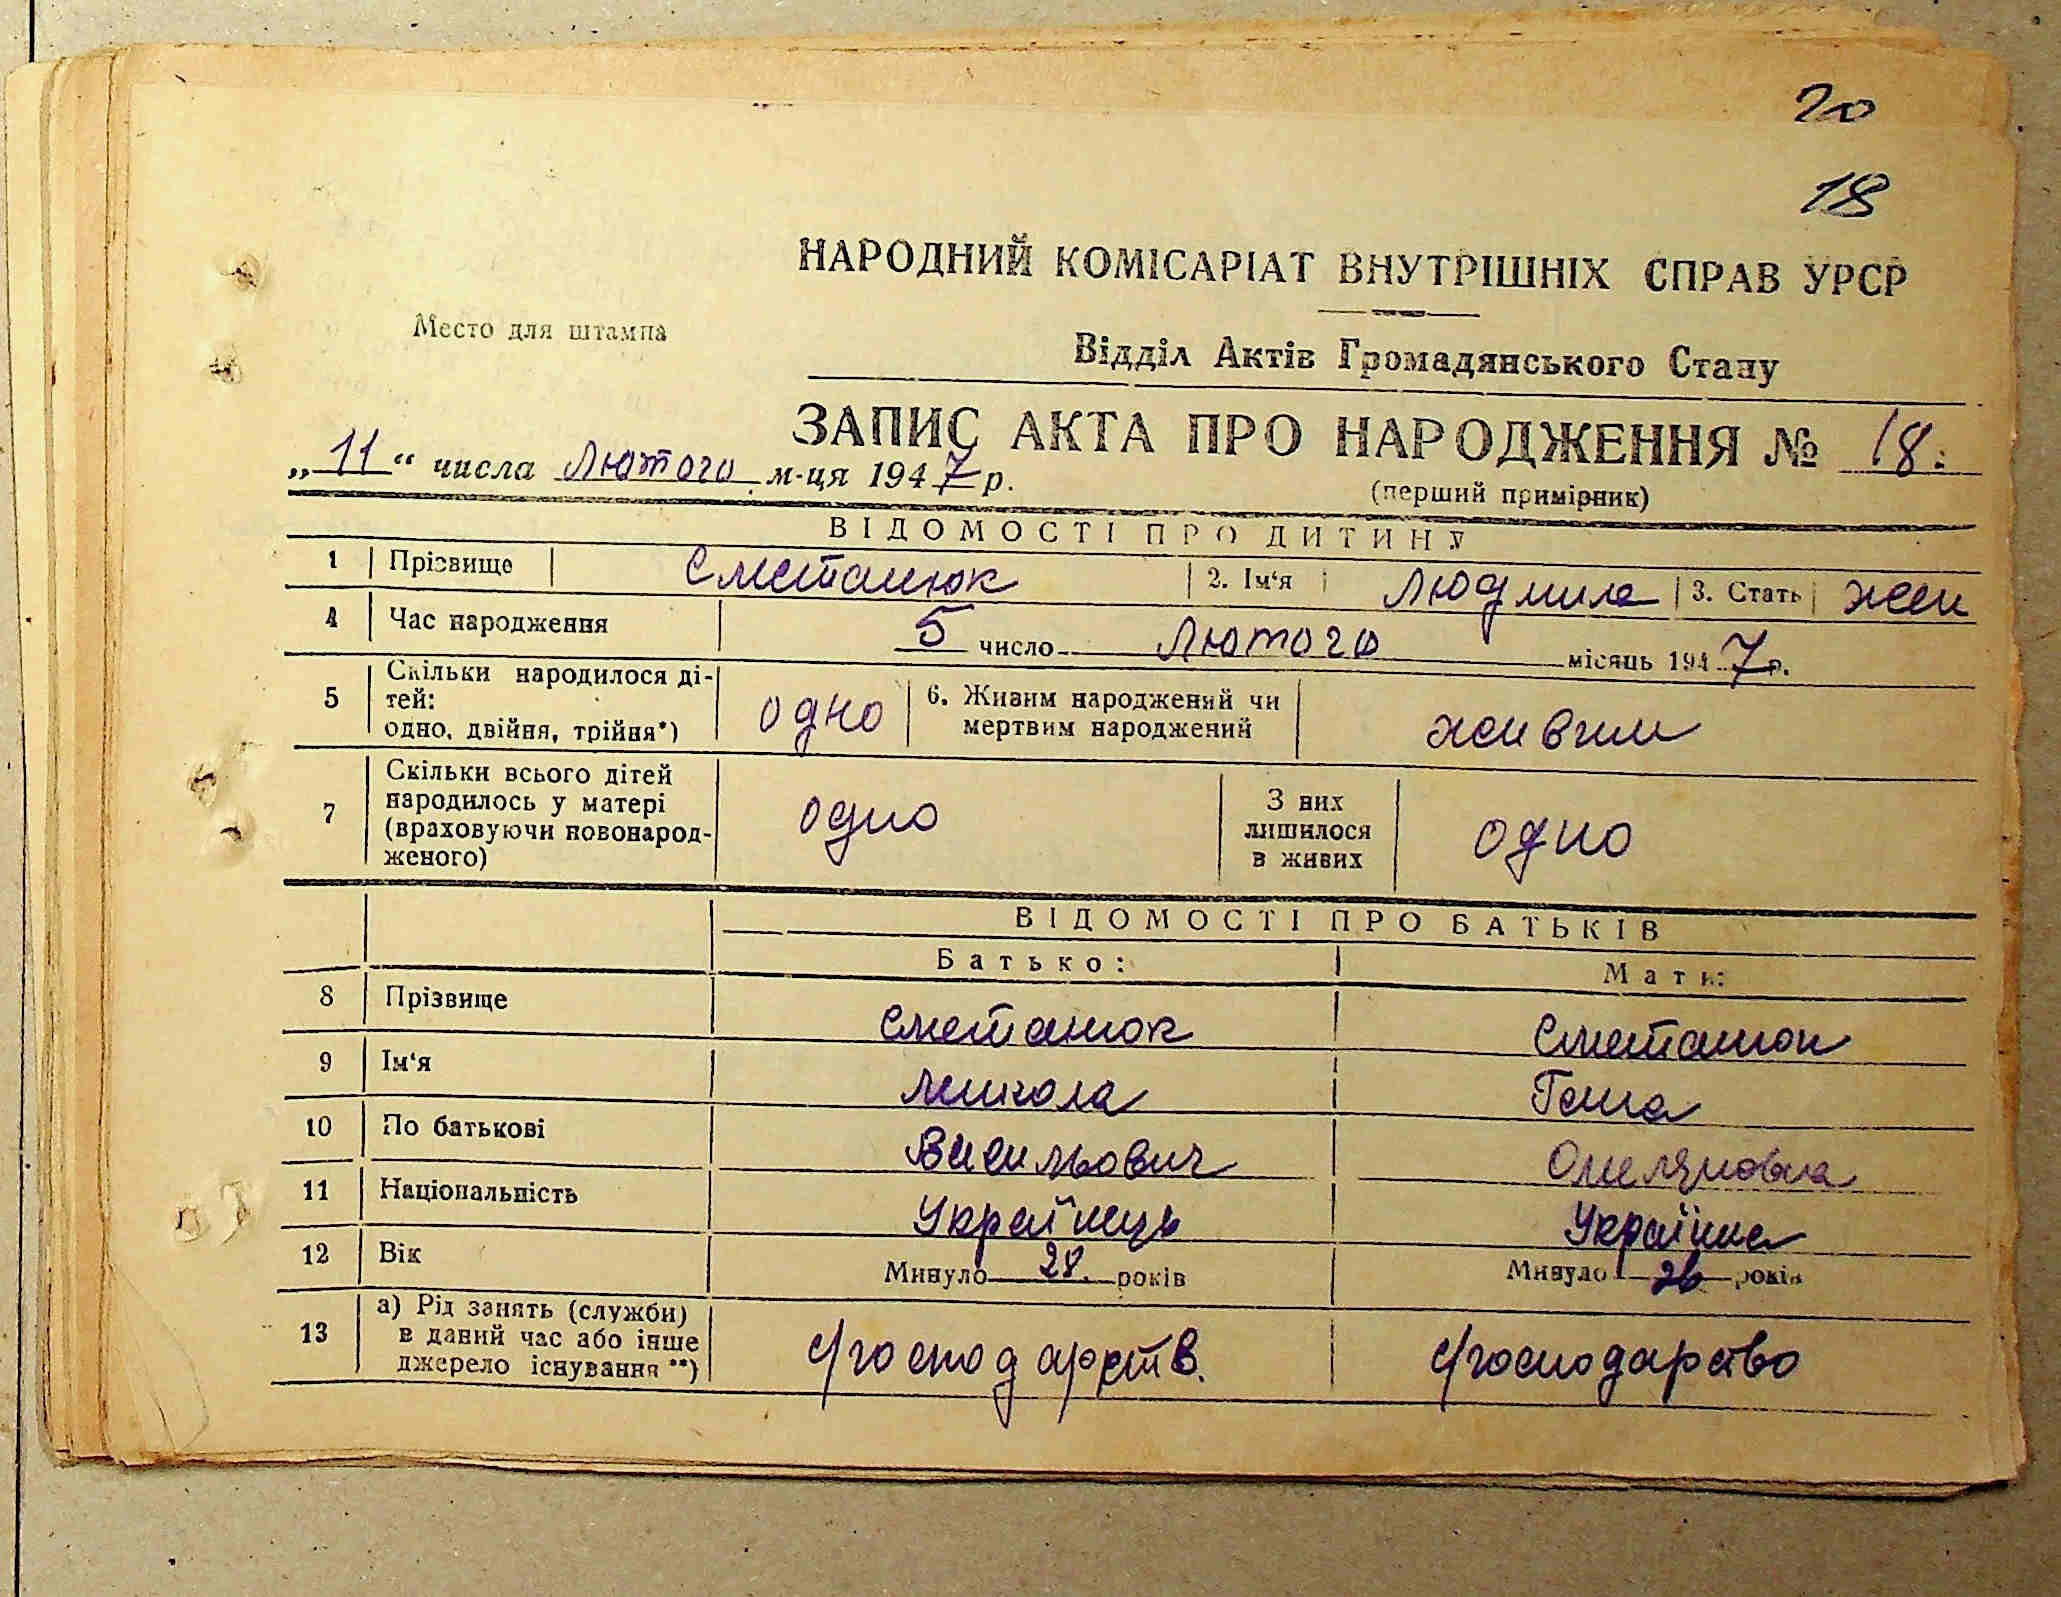 20
18
НАРОДНИЙ КОМІСАРІАТ ВНУТРІШНІХ СПРАВ УРСР
Место для штампа
Відділ Актів Громадянського Стану
ЗАПИС АКТА ПРО НАРОДЖЕННЯ № 18.
„11“ числа Лютого м-ця 1947 р.
(перший примірник)
ВІДОМОСТІ ПРО ДИТИНУ
1 Прізвище Сметанюк 2. Ім‘я Людмила 3. Стать жен
4 Час народження 5 число Лютого місяць 1947 р.
5 Скільки народилося ді-
тей:
одно, двійня, трійня*) одно 6. Живим народжений чи
мертвим народжений живим
7 Скільки всього дітей
народилось у матері
(враховуючи новонарод-
женого) одно З них
лишилося
в живих одно
ВІДОМОСТІ ПРО БАТЬКІВ
Батько: Мати:
8 Прізвище Сметанюк Сметанюк
9 Ім‘я Микола Ганна
10 По батькові Васильович Омеляновна
11 Національність Українець Українка
12 Вік Минуло 28. років Минуло 26 років
13 а) Рід занять (служби)
в даний час або інше
джерело існування **) с/господарств. с/господарство